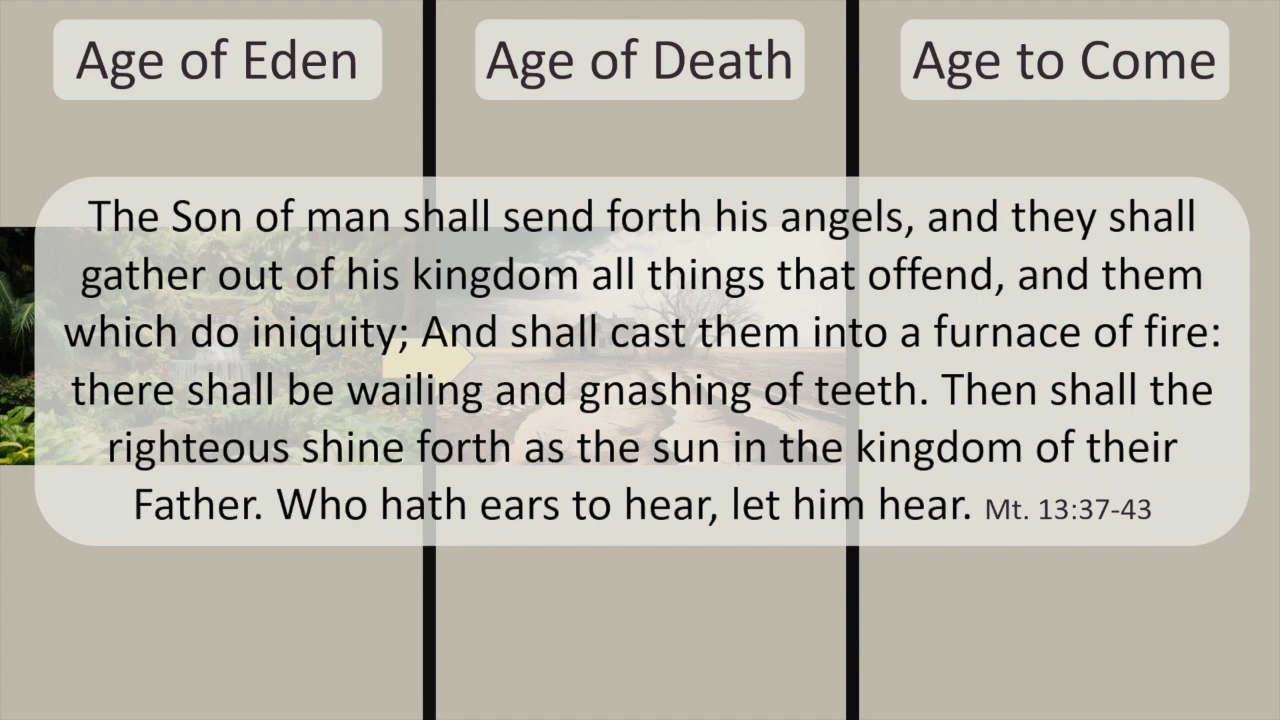 Age of Eden
Age of Death
Age to Come
The Son of man shall send forth his angels, and they shall
gather out of his kingdom all things that offend, and them
which do iniquity; And shall cast them into a furnace of fire:
there shall be wailing and gnashing of teeth. Then shall the
righteous shine forth as the sun in the kingdom of their
Father. Who hath ears to hear, let him hear. Mt. 13:37-43